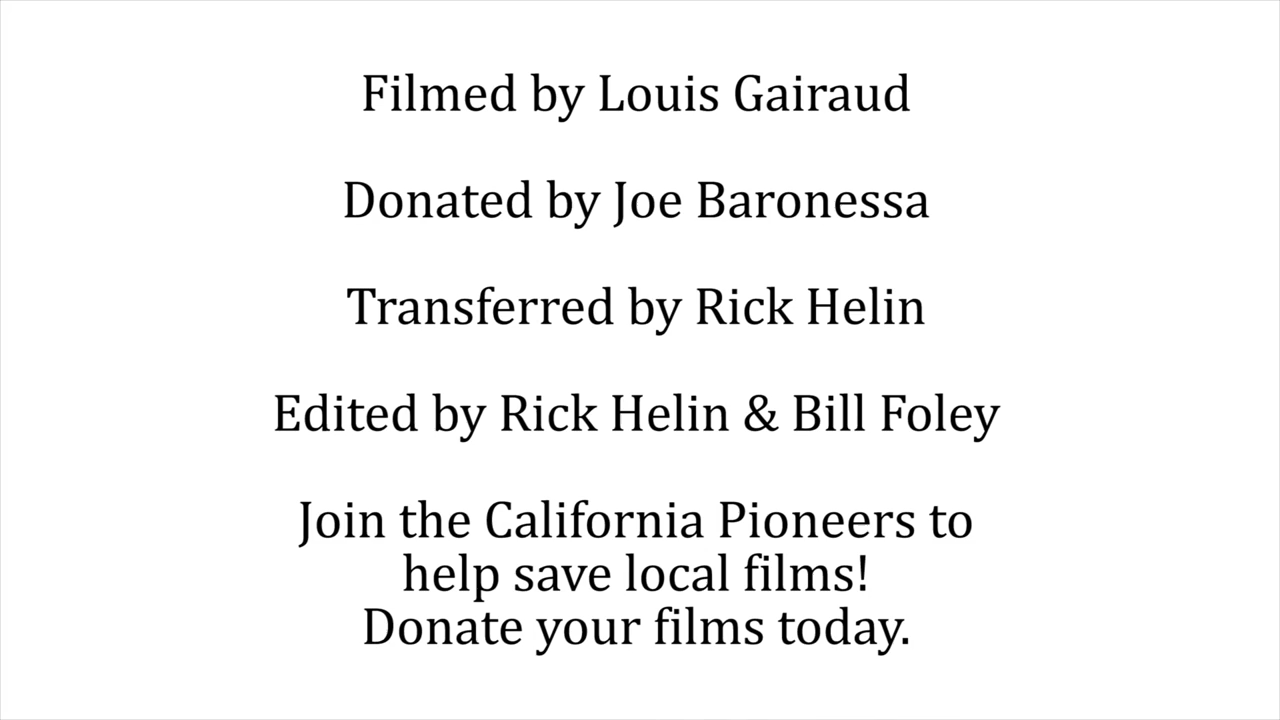 Filmed by Louis Gairaud
Donated by Joe Baronessa
Transferred by Rick Helin
Edited by Rick Helin & Bill Foley
Join the California Pioneers to
help save local films!
Donate your films today.